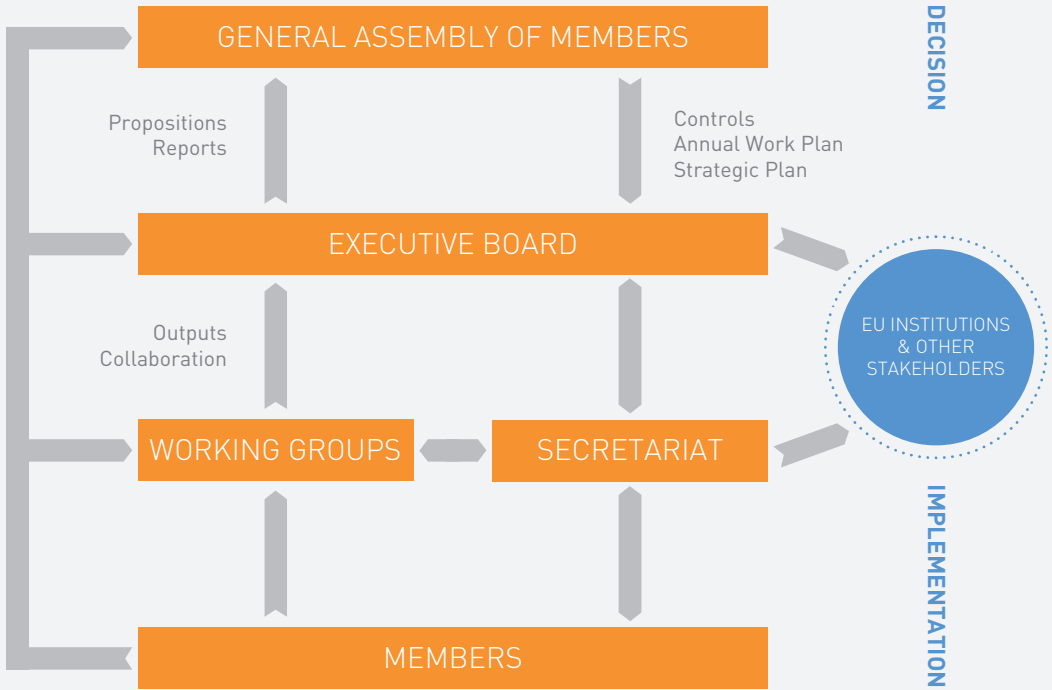 GENERAL ASSEMBLY OF MEMBERS
DECISION
Propositions
Reports
Controls
Annual Work Plan
Strategic Plan
EXECUTIVE BOARD
EU INSTITUTIONS
& OTHER
STAKEHOLDERS
Outputs
Collaboration
WORKING GROUPS
SECRETARIAT
IMPLEMENTATION
MEMBERS